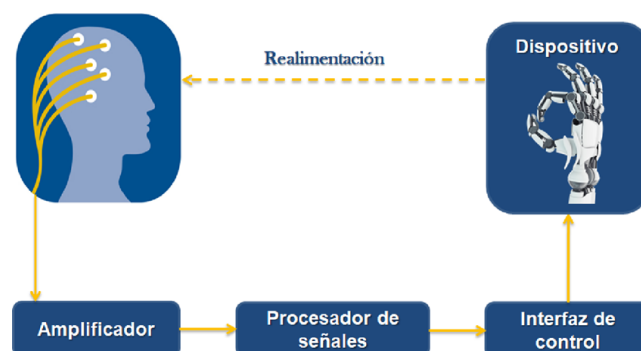 Realimentación
Dispositivo
Amplificador
Procesador de
señales
Interfaz de
control